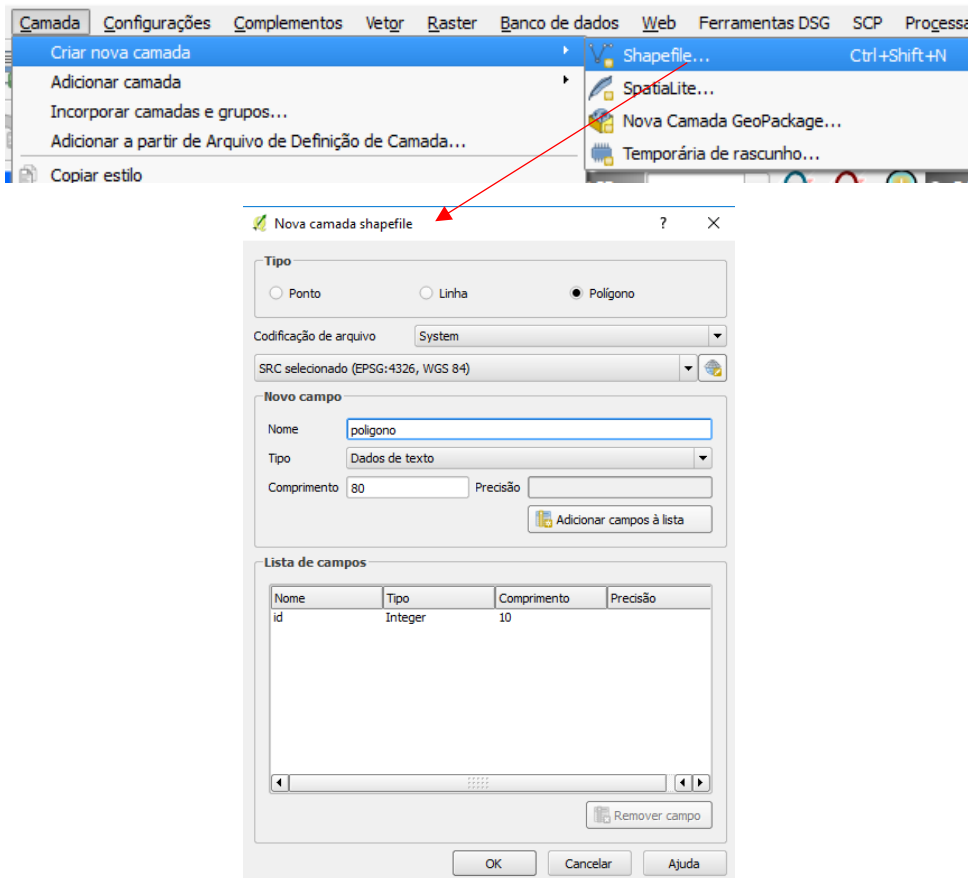 Camada Configurações Complementos Vetor Raster Banco de dados Web Ferramentas DSG SCP Processa
Criar nova camada
Shapefile... Ctrl+Shift+N
Adicionar camada
SpatiaLite...
Incorporar camadas e grupos...
Nova Camada GeoPackage...
Adicionar a partir de Arquivo de Definição de Camada...
Temporária de rascunho...
Copiar estilo
Nova camada shapefile ?
Tipo
Ponto Linha Polígono
Codificação de arquivo System
SRC selecionado (EPSG:4326, WGS 84)
Novo campo
Nome poligono
Tipo Dados de texto
Comprimento 80 Precisão
Adicionar campos à lista
Lista de campos
Nome Tipo Comprimento Precisão
id Integer 10
Remover campo
OK Cancelar Ajuda